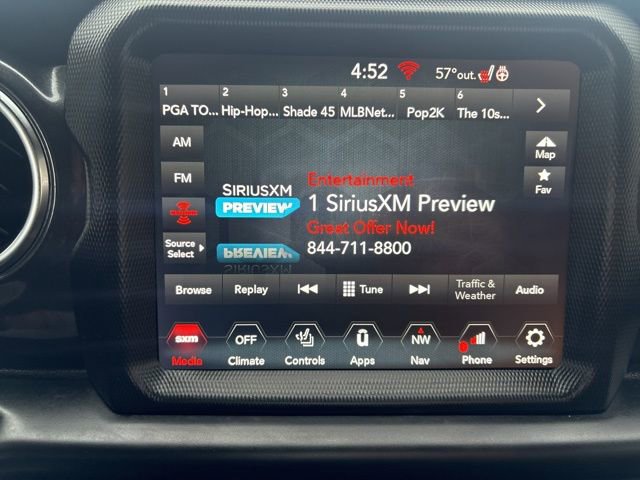 4:52 57°out.
1 2 3 4 5 6
PGA TO... Hip-Hop... Shade 45 MLBNet... Pop2K The 10s...
AM
Map
FM
Fav
Entertainment
SIRIUSXM
PREVIEW
1 SiriusXM Preview
Great Offer Now!
844-711-8800
Source
Select
Browse Replay Tune Traffic &
Weather Audio
sxm OFF NW
Media Climate Controls Apps Nav Phone Settings